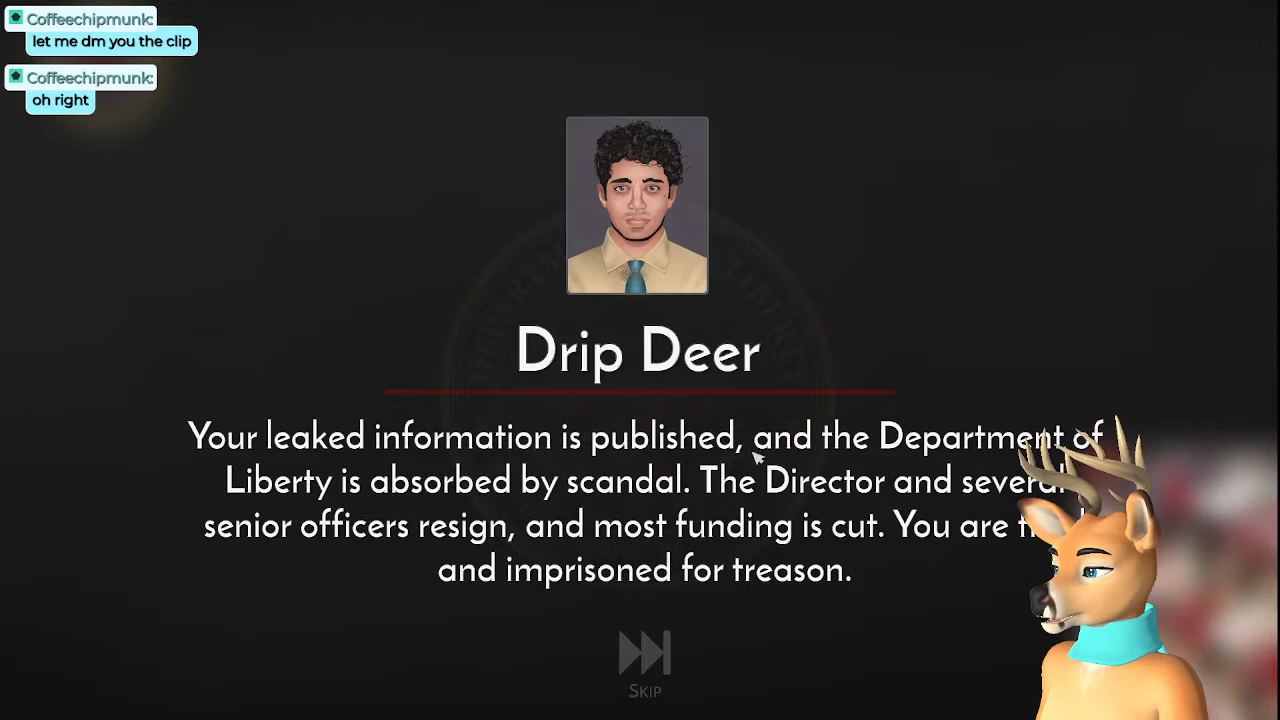 Coffeechipmunk:
let me dm you the clip
Coffeechipmunk:
oh right
Drip Deer
Your leaked information is published, and the Department of
Liberty is absorbed by scandal. The Director and several
senior officers resign, and most funding is cut. You are
and imprisoned for treason.
Skip